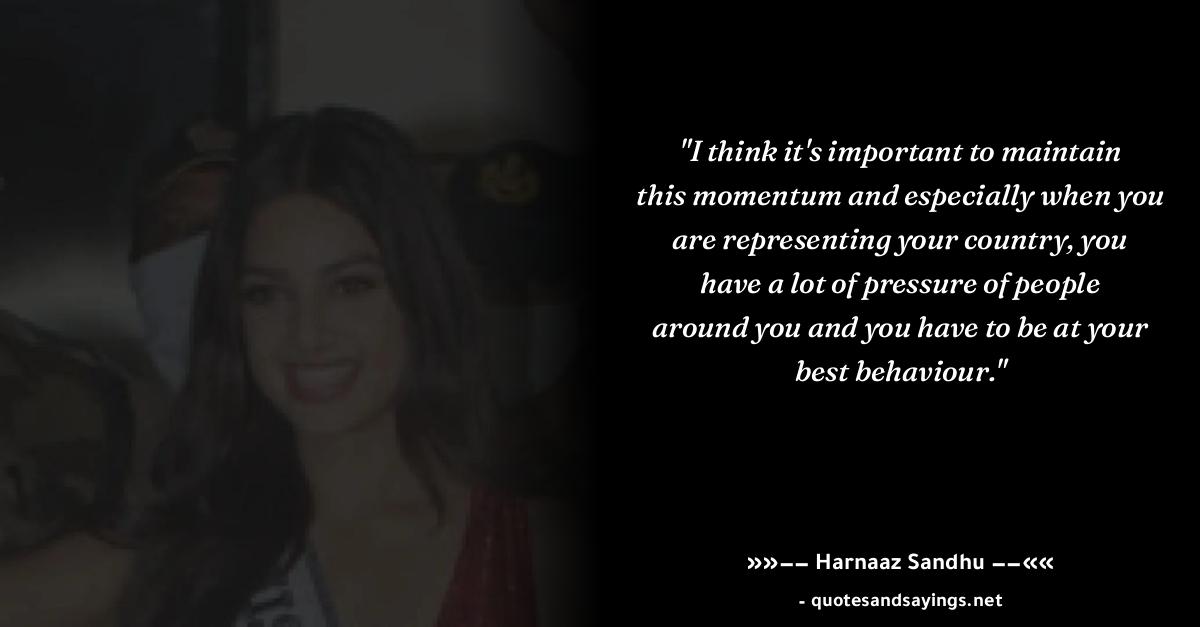 "I think it's important to maintain
this momentum and especially when you
are representing your country, you
have a lot of pressure of people
around you and you have to be at your
best behaviour."
»»−− Harnaaz Sandhu −−««
- quotesandsayings.net